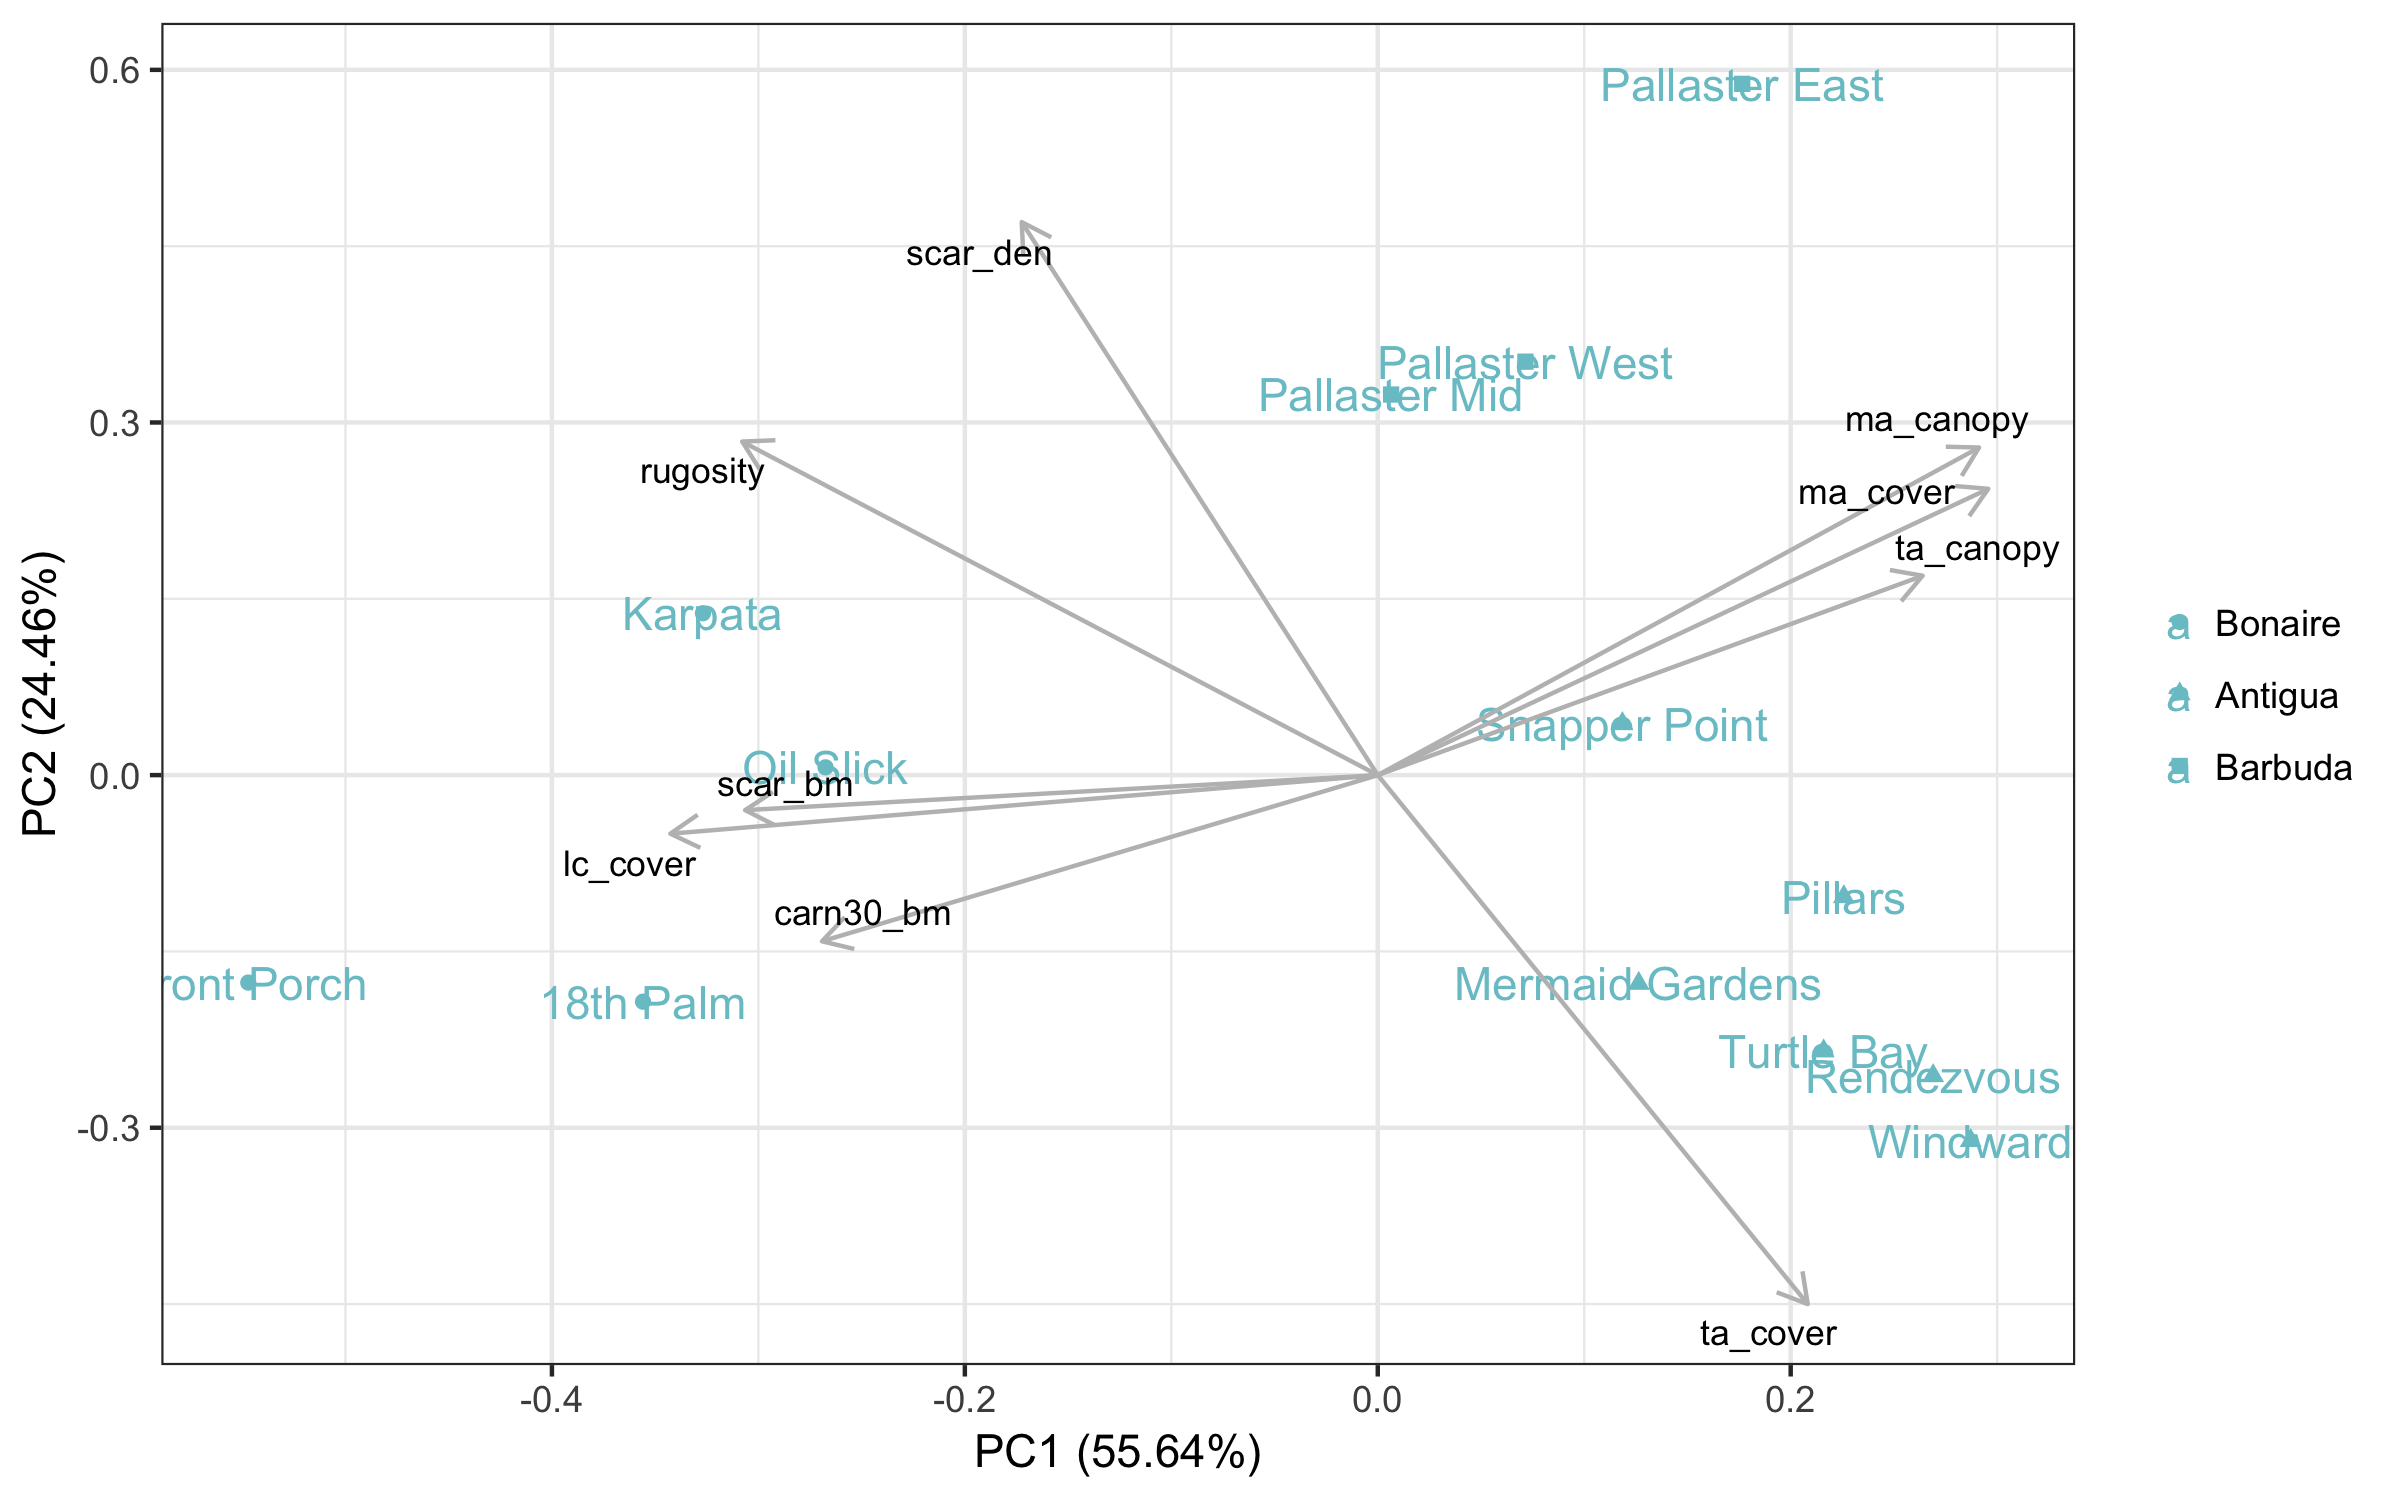 0.6
0.3
0.0
-0.3
PC2 (24.46%)
Pallaster East
scar_den
Pallaster West
Pallaster Mid
ma_canopy
rugosity
ma_cover
ta_canopy
Karpata
Snapper Point
Oil Slick
scar_bm
lc_cover
carn30_bm
Pillars
ront Porch
18th Palm
Mermaid Gardens
Turtle Bay
Rendezvous
Windward
ta_cover
-0.4
-0.2
0.0
0.2
PC1 (55.64%)
a Bonaire
a Antigua
a Barbuda